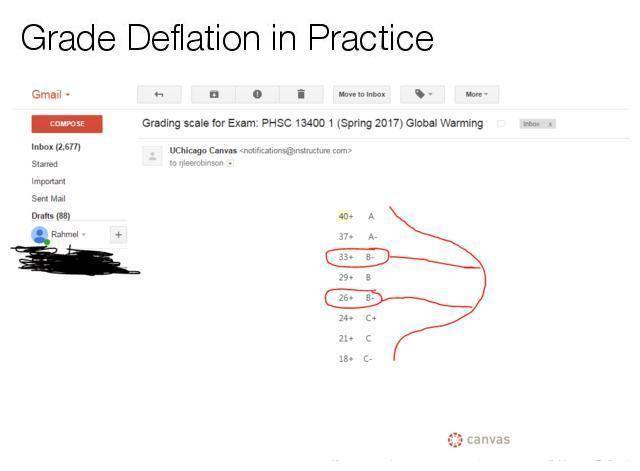 Grade Deflation in Practice
Gmail
Move to Inbox
More
COMPOSE
Grading scale for Exam: PHSC 13400 1 (Spring 2017) Global Warming
Inbox x
Inbox (2,677)
Starred
Important
Sent Mail
Drafts (88)
Rahmel
+
UChicago Canvas <notifications@instructure.com>
to rjleerobinson
40+ A
37+ A-
33+ B-
29+ B
26+ B-
24+ C+
21+ C
18+ C-
canvas